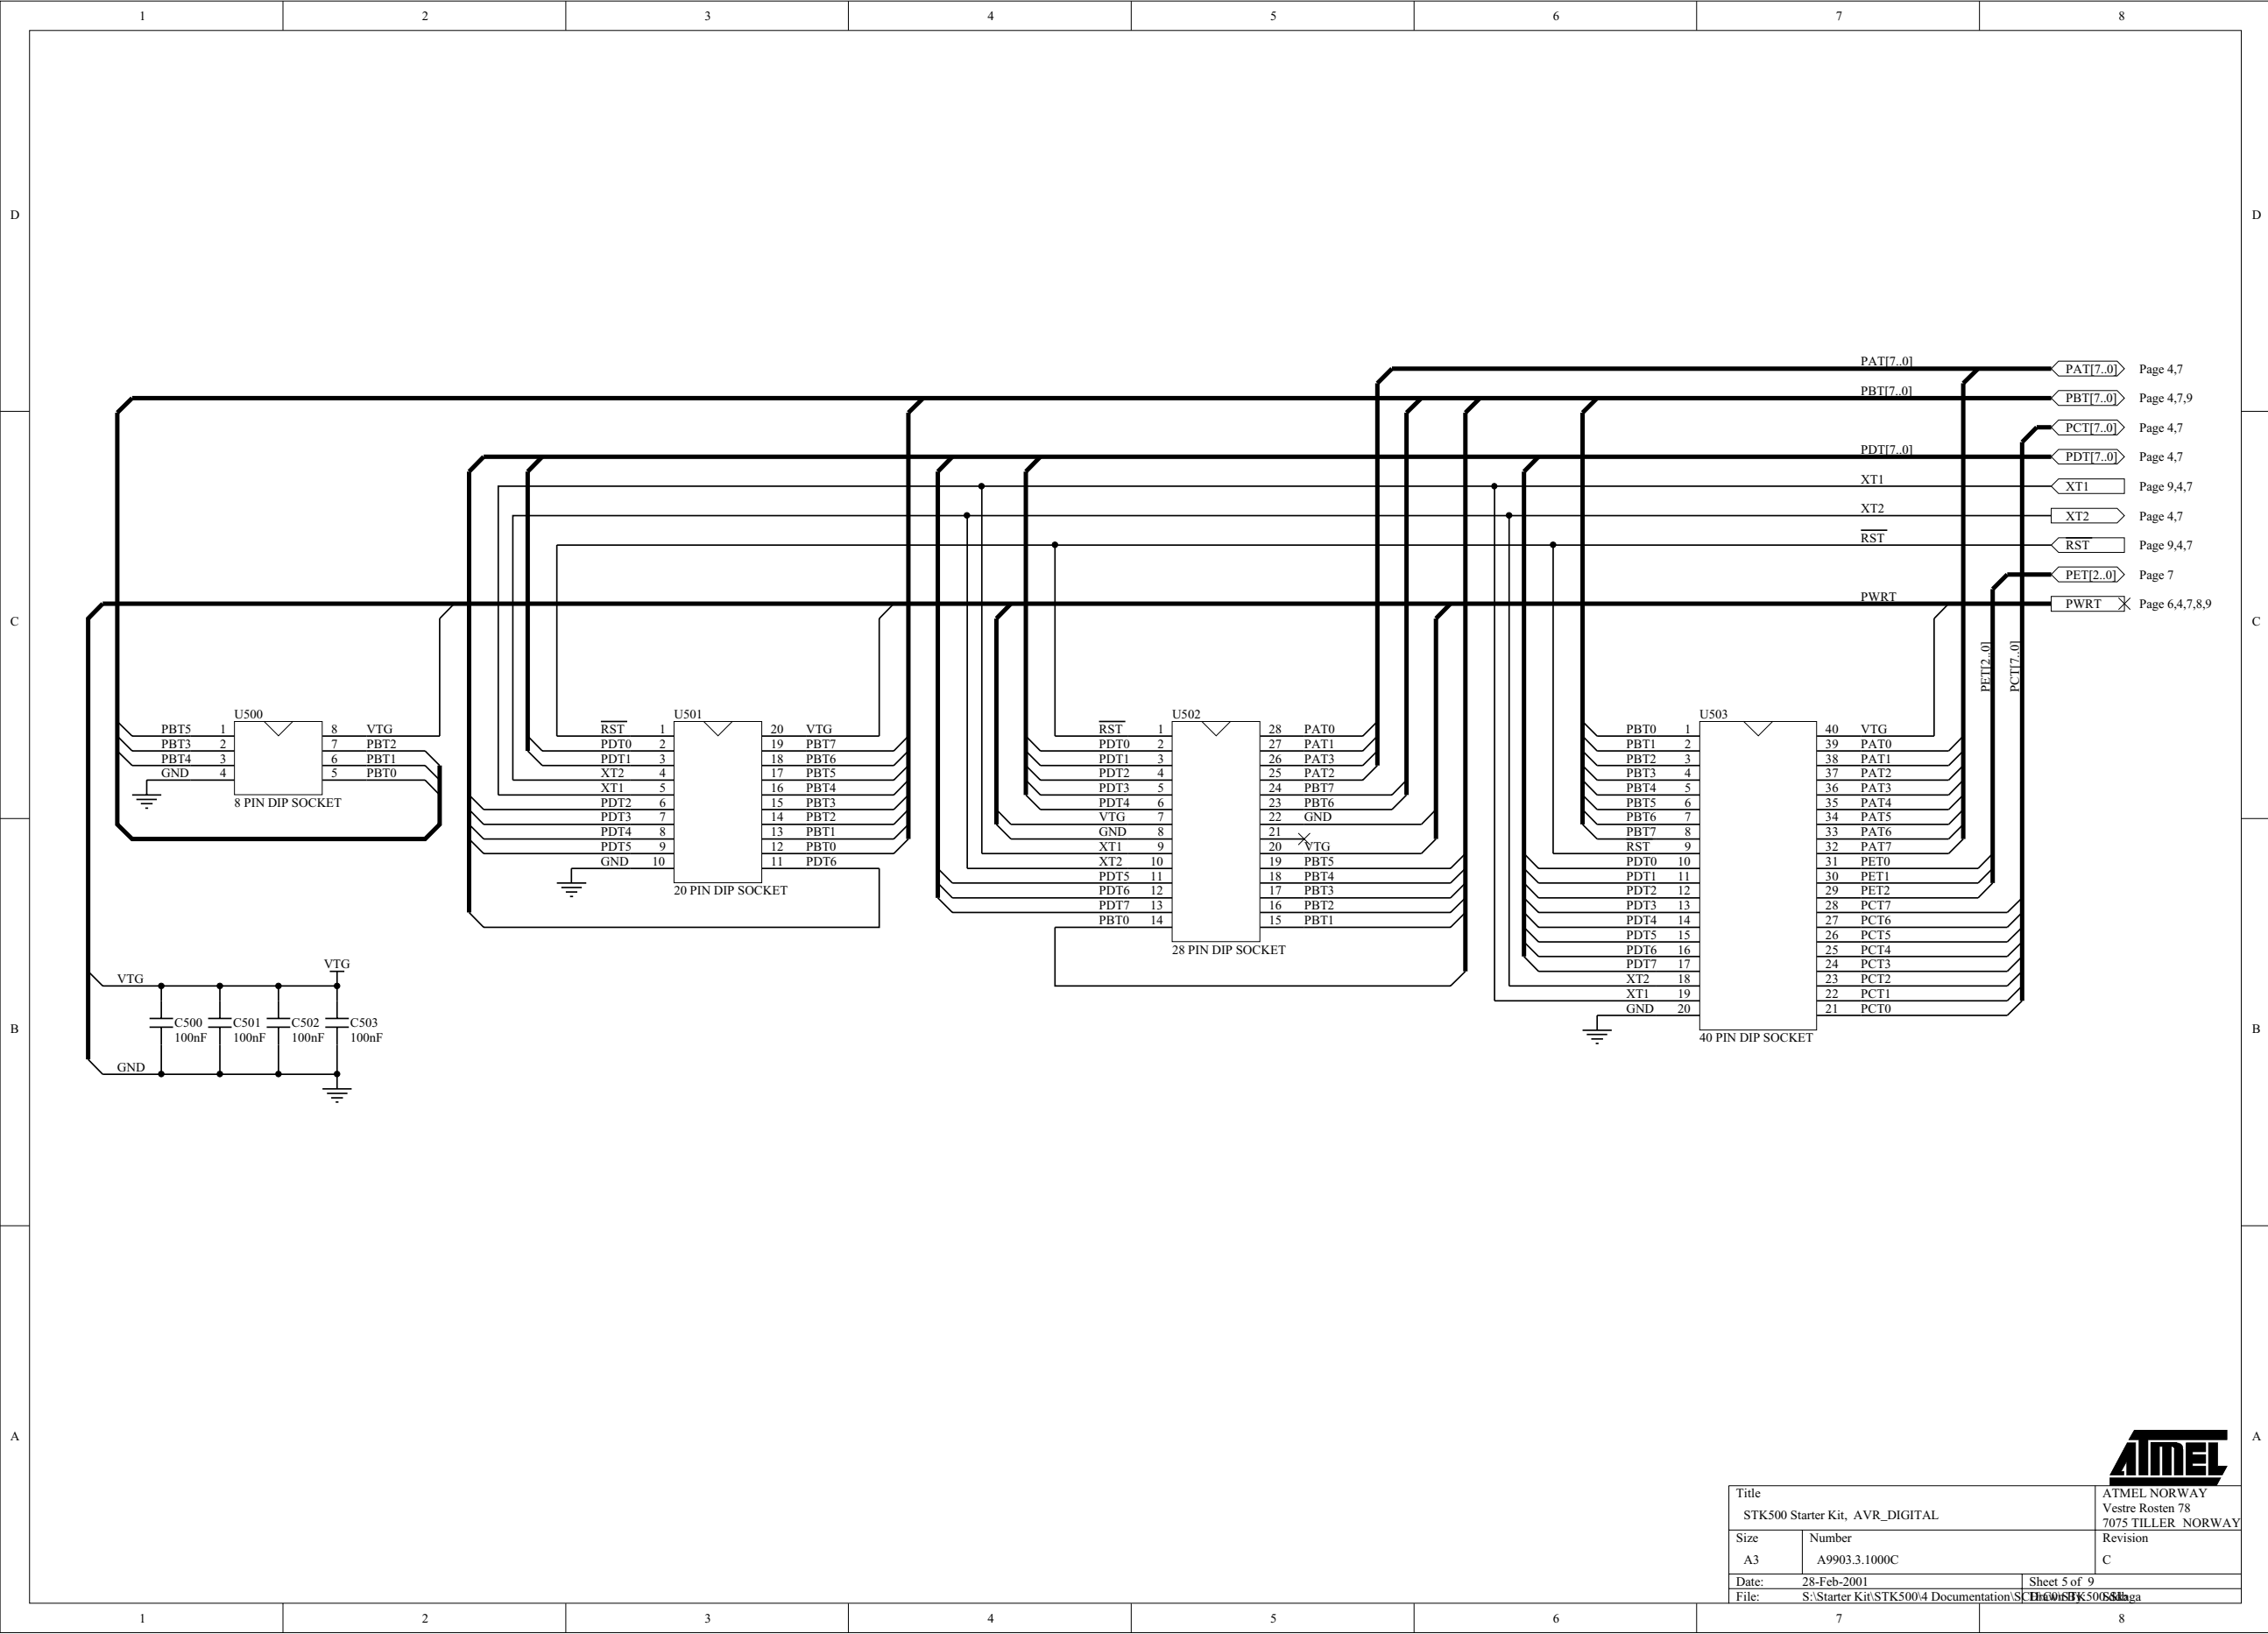 1 2 3 4 5 6 7 8
D D
PAT[7..0] PAT[7..0] Page 4,7
PBT[7..0] PBT[7..0] Page 4,7,9
PCT[7..0] Page 4,7
PDT[7..0] PDT[7..0] Page 4,7
XT1 XT1 Page 9,4,7
XT2 XT2 Page 4,7
RST RST Page 9,4,7
PET[2..0] Page 7
PWRT PWRT Page 6,4,7,8,9
C C
PET[2..0]
PCT[7..0]
U500
PBT5 1 8 VTG
PBT3 2 7 PBT2
PBT4 3 6 PBT1
GND 4 5 PBT0
8 PIN DIP SOCKET
U501
RST 1 20 VTG
PDT0 2 19 PBT7
PDT1 3 18 PBT6
XT2 4 17 PBT5
XT1 5 16 PBT4
PDT2 6 15 PBT3
PDT3 7 14 PBT2
PDT4 8 13 PBT1
PDT5 9 12 PBT0
GND 10 11 PDT6
20 PIN DIP SOCKET
U502
RST 1 28 PAT0
PDT0 2 27 PAT1
PDT1 3 26 PAT3
PDT2 4 25 PAT2
PDT3 5 24 PBT7
PDT4 6 23 PBT6
VTG 7 22 GND
GND 8 21
XT1 9 20 VTG
XT2 10 19 PBT5
PDT5 11 18 PBT4
PDT6 12 17 PBT3
PDT7 13 16 PBT2
PBT0 14 15 PBT1
28 PIN DIP SOCKET
U503
PBT0 1 40 VTG
PBT1 2 39 PAT0
PBT2 3 38 PAT1
PBT3 4 37 PAT2
PBT4 5 36 PAT3
PBT5 6 35 PAT4
PBT6 7 34 PAT5
PBT7 8 33 PAT6
RST 9 32 PAT7
PDT0 10 31 PET0
PDT1 11 30 PET1
PDT2 12 29 PET2
PDT3 13 28 PCT7
PDT4 14 27 PCT6
PDT5 15 26 PCT5
PDT6 16 25 PCT4
PDT7 17 24 PCT3
XT2 18 23 PCT2
XT1 19 22 PCT1
GND 20 21 PCT0
40 PIN DIP SOCKET
VTG
VTG
C500 C501 C502 C503
100nF 100nF 100nF 100nF
GND
B B
A A
ATMEL
Title
STK500 Starter Kit, AVR_DIGITAL
ATMEL NORWAY
Vestre Rosten 78
7075 TILLER NORWAY
Size Number Revision
A3 A9903.3.1000C C
Date: 28-Feb-2001 Sheet 5 of 9
File: S:\Starter Kit\STK500\4 Documentation\
1 2 3 4 5 6 7 8